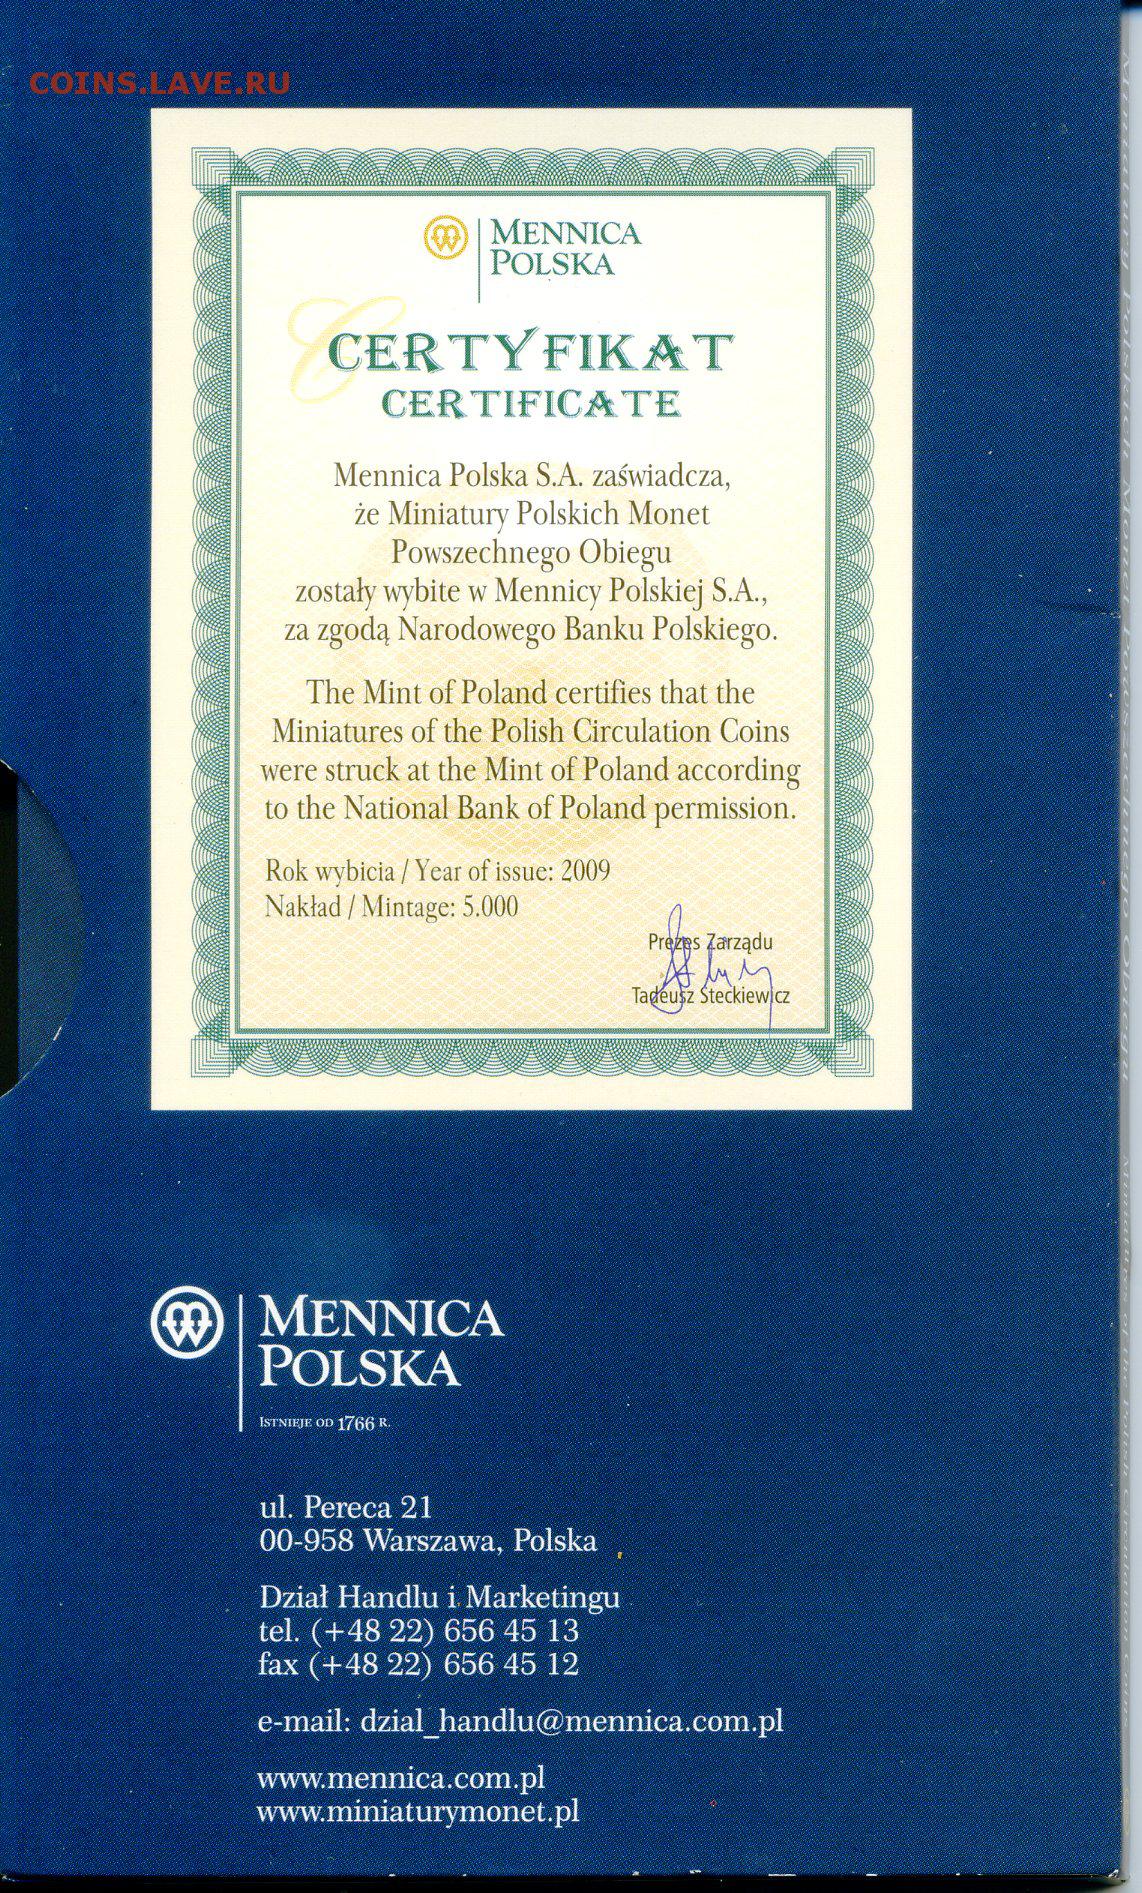 COINS.LAVE.RU
MENNICA
POLSKA
CERTYFIKAT
CERTIFICATE
Mennica Polska S.A. zaświadcza,
że Miniatury Polskich Monet
Powszechnego Obiegu
zostały wybite w Mennicy Polskiej S.A.,
za zgodą Narodowego Banku Polskiego.
The Mint of Poland certifies that the
Miniatures of the Polish Circulation Coins
were struck at the Mint of Poland according
to the National Bank of Poland permission.
Rok wybicia / Year of issue: 2009
Nakład / Mintage: 5.000
Prezes Zarządu
Tadeusz Steckiewicz
MENNICA
POLSKA
ISTNIEJE OD 1766 R.
ul. Pereca 21
00-958 Warszawa, Polska
Dział Handlu i Marketingu
tel. (+48 22) 656 45 13
fax (+48 22) 656 45 12
e-mail: dzial_handlu@mennica.com.pl
www.mennica.com.pl
www.miniaturymonet.pl